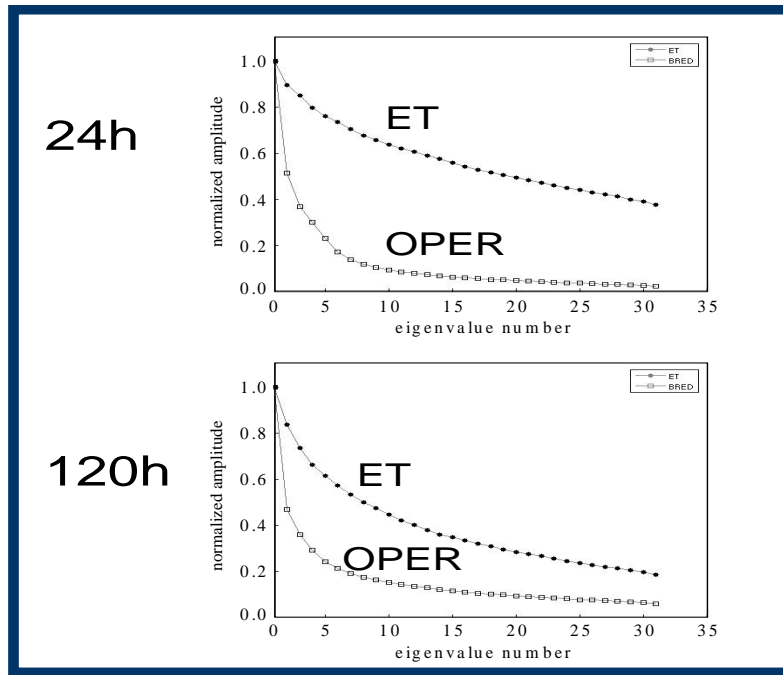 24h
normalized amplitude
1.0
0.8
0.6
0.4
0.2
0.0
ET
BRED
ET
OPER
0 5 10 15 20 25 30 35
eigenvalue number
120h
normalized amplitude
1.0
0.8
0.6
0.4
0.2
0.0
ET
BRED
ET
OPER
0 5 10 15 20 25 30 35
eigenvalue number